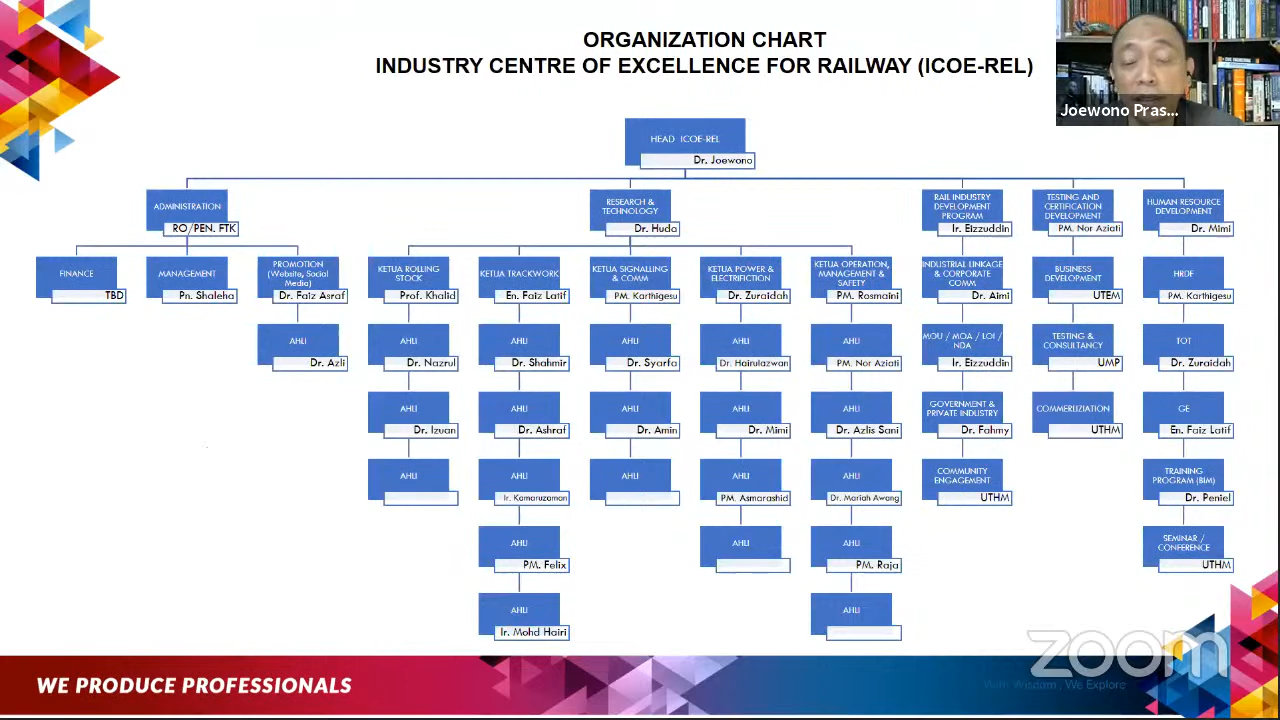 ORGANIZATION CHART
INDUSTRY CENTRE OF EXCELLENCE FOR RAILWAY (ICOE-REL)
Joewono Pras...
HEAD ICOE-REL
Dr. Joewono
ADMINISTRATION
RO/PEN. FTK
RESEARCH &
TECHNOLOGY
Dr. Huda
RAIL INDUSTRY
DEVELOPMENT
PROGRAM
Ir. Eizzuddin
TESTING AND
CERTIFICATION
DEVELOPMENT
PM. Nor Aziati
HUMAN RESOURCE
DEVELOPMENT
Dr. Mimi
FINANCE
TBD
MANAGEMENT
Pn. Shaleha
PROMOTION
(Website, Social
Media)
Dr. Faiz Asraf
AHLI
Dr. Azli
KETUA ROLLING
STOCK
Prof. Khalid
AHLI
Dr. Nazrul
AHLI
Dr. Izuan
AHLI
KETUA TRACKWORK
En. Faiz Latif
AHLI
Dr. Shahmir
AHLI
Dr. Ashraf
AHLI
Ir. Kamaruzaman
AHLI
PM. Felix
AHLI
Ir. Mohd Hairi
KETUA SIGNALLING
& COMM
PM. Karthigesu
AHLI
Dr. Syarfa
AHLI
Dr. Amin
AHLI
KETUA POWER &
ELECTRIFICTION
Dr. Zuraidah
AHLI
Dr. Hairulazwan
AHLI
Dr. Mimi
AHLI
PM. Asmarashid
AHLI
KETUA OPERATION,
MANAGEMENT &
SAFETY
PM. Rosmaini
AHLI
PM. Nor Aziati
AHLI
Dr. Azlis Sani
AHLI
Dr. Mariah Awang
AHLI
PM. Raja
AHLI
INDUSTRIAL LINKAGE
& CORPORATE
COMM
Dr. Aimi
MOU / MOA / LOI /
NDA
Ir. Eizzuddin
GOVERNMENT &
PRIVATE INDUSTRY
Dr. Fahmy
COMMUNITY
ENGAGEMENT
UTHM
BUSINESS
DEVELOPMENT
UTEM
TESTING &
CONSULTANCY
UMP
COMMERLIZIATION
UTHM
HRDF
PM. Karthigesu
TOT
Dr. Zuraidah
GE
En. Faiz Latif
TRAINING
PROGRAM (BIM)
Dr. Peniel
SEMINAR /
CONFERENCE
UTHM
WE PRODUCE PROFESSIONALS
zoom
With Wisdom, We Explore